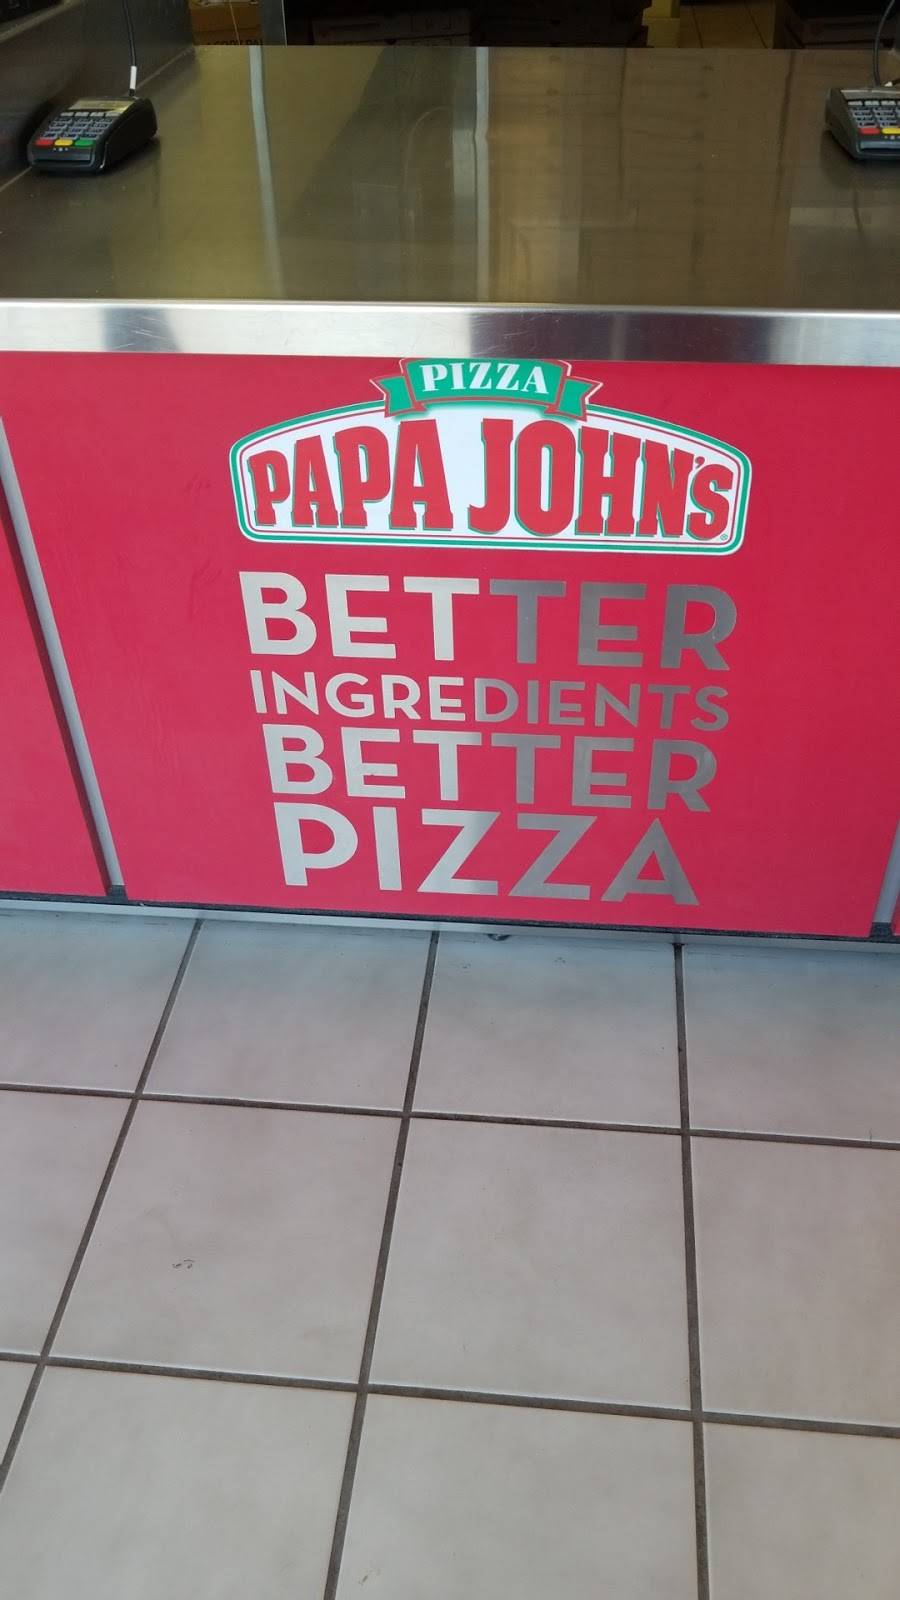 PIZZA
PAPA JOHN'S
BETTER
INGREDIENTS
BETTER
PIZZA